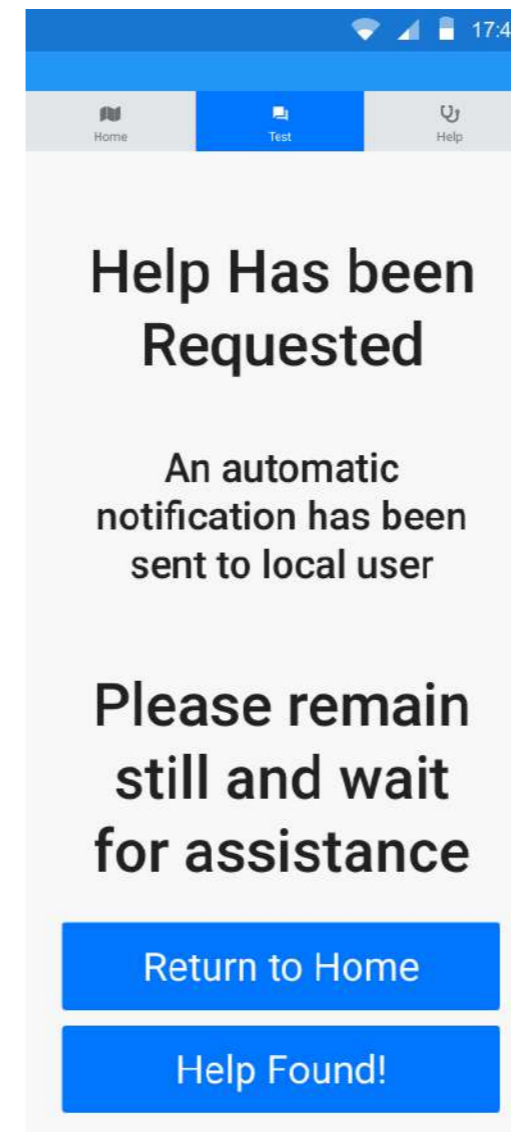 17:4
Home Test Help
Help Has been
Requested
An automatic
notification has been
sent to local user
Please remain
still and wait
for assistance
Return to Home
Help Found!